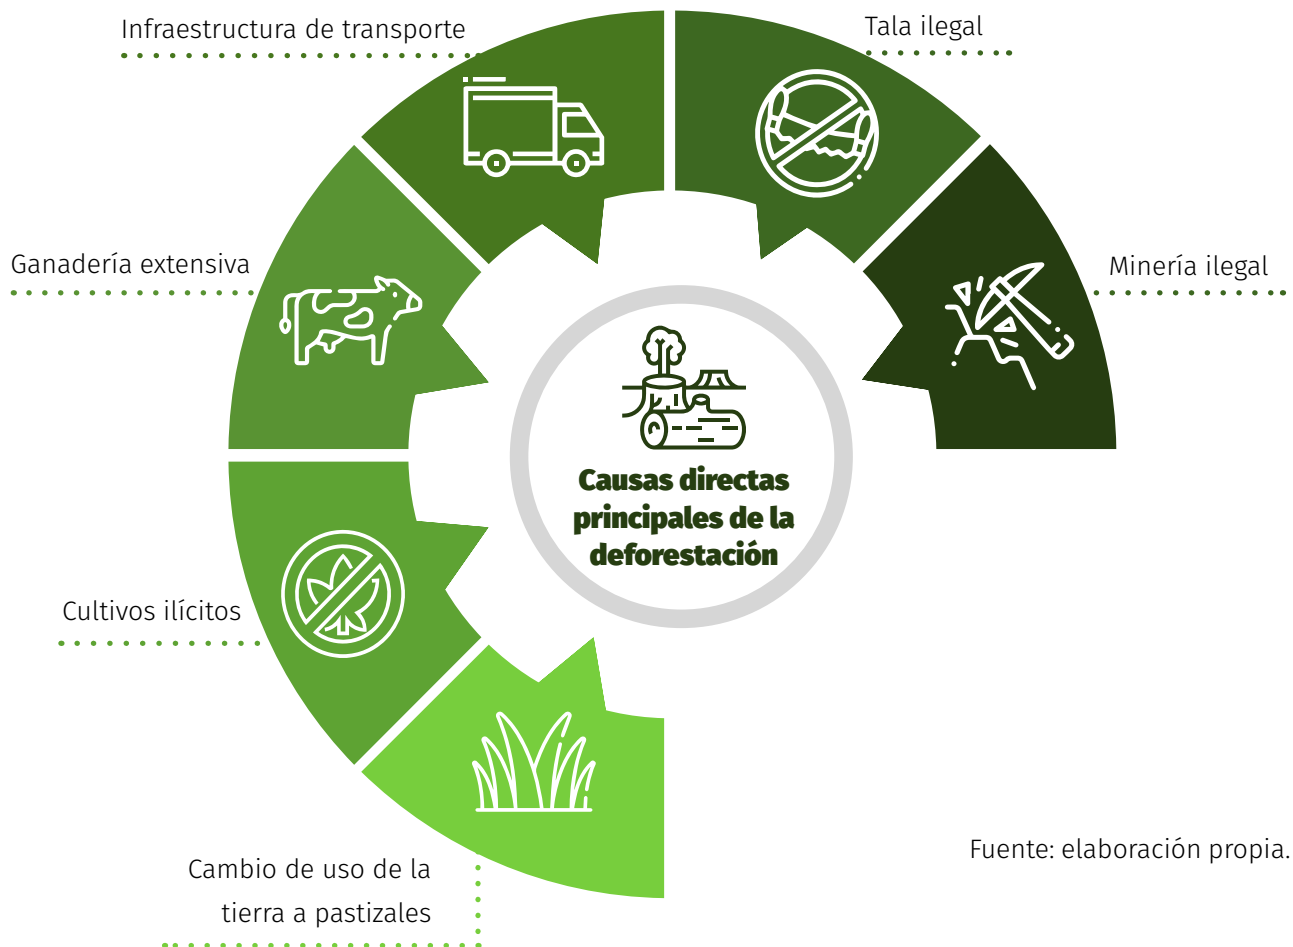 Infraestructura de transporte
Tala ilegal
Ganadería extensiva
Minería ilegal
Causas directas
principales de la
deforestación
Cultivos ilícitos
Cambio de uso de la
tierra a pastizales
Fuente: elaboración propia.